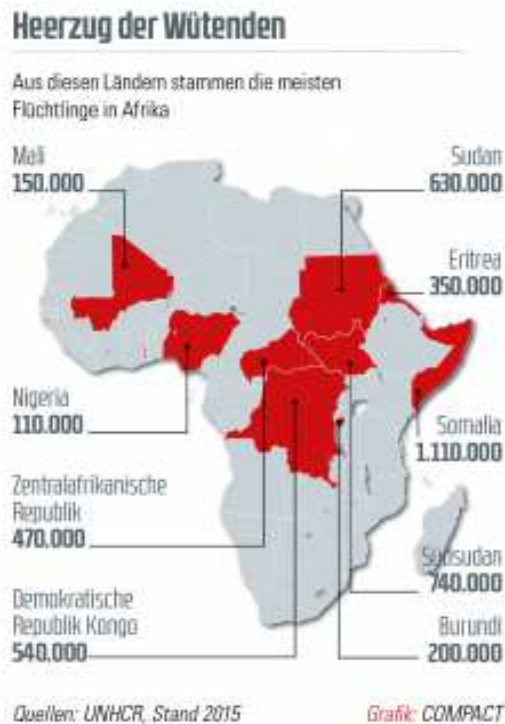 Heerzug der Wütenden
Aus diesen Ländern stammen die meisten
Flüchtlinge in Afrika
Mali
150.000
Sudan
630.000
Eritrea
350.000
Nigeria
110.000
Somalia
1.110.000
Zentralafrikanische
Republik
470.000
Südsudan
740.000
Demokratische
Republik Kongo
540.000
Burundi
200.000
Quellen: UNHCR, Stand 2015
Grafik: COMPACT